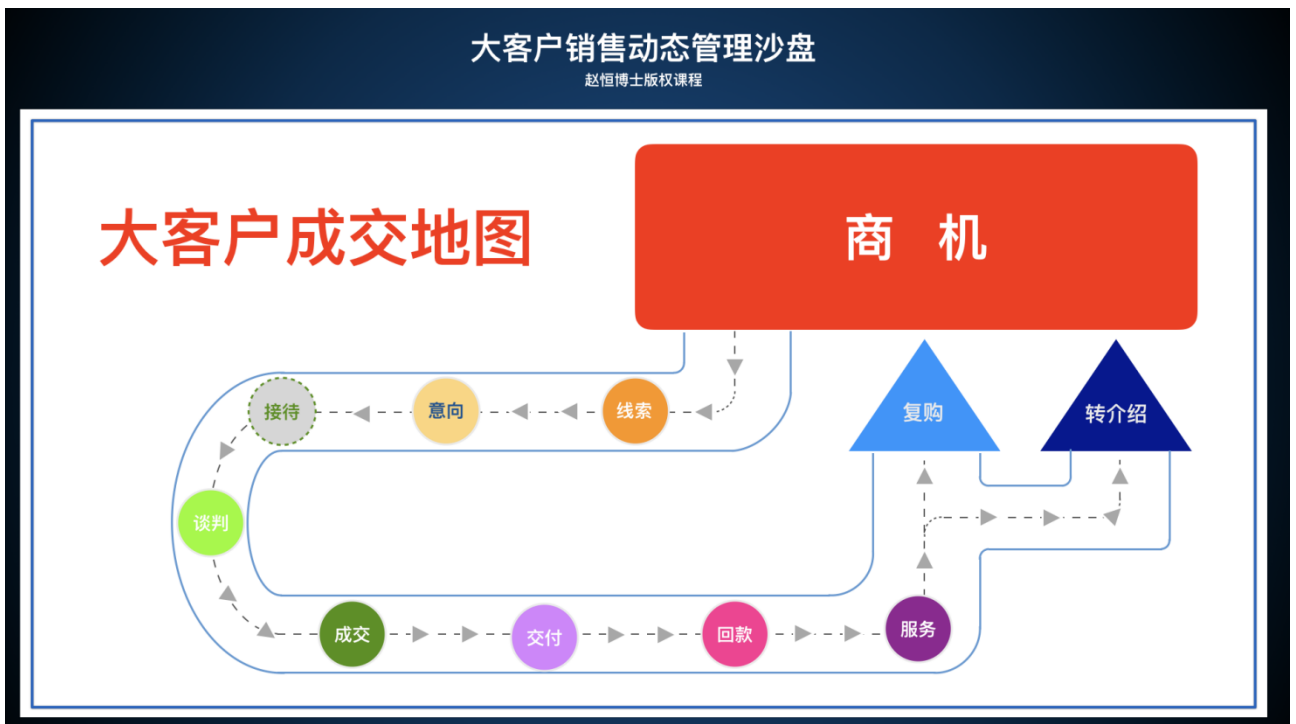 大客户销售动态管理沙盘
赵恒博士版权课程
大客户成交地图
商 机
线索
意向
接待
谈判
成交
交付
回款
服务
复购
转介绍